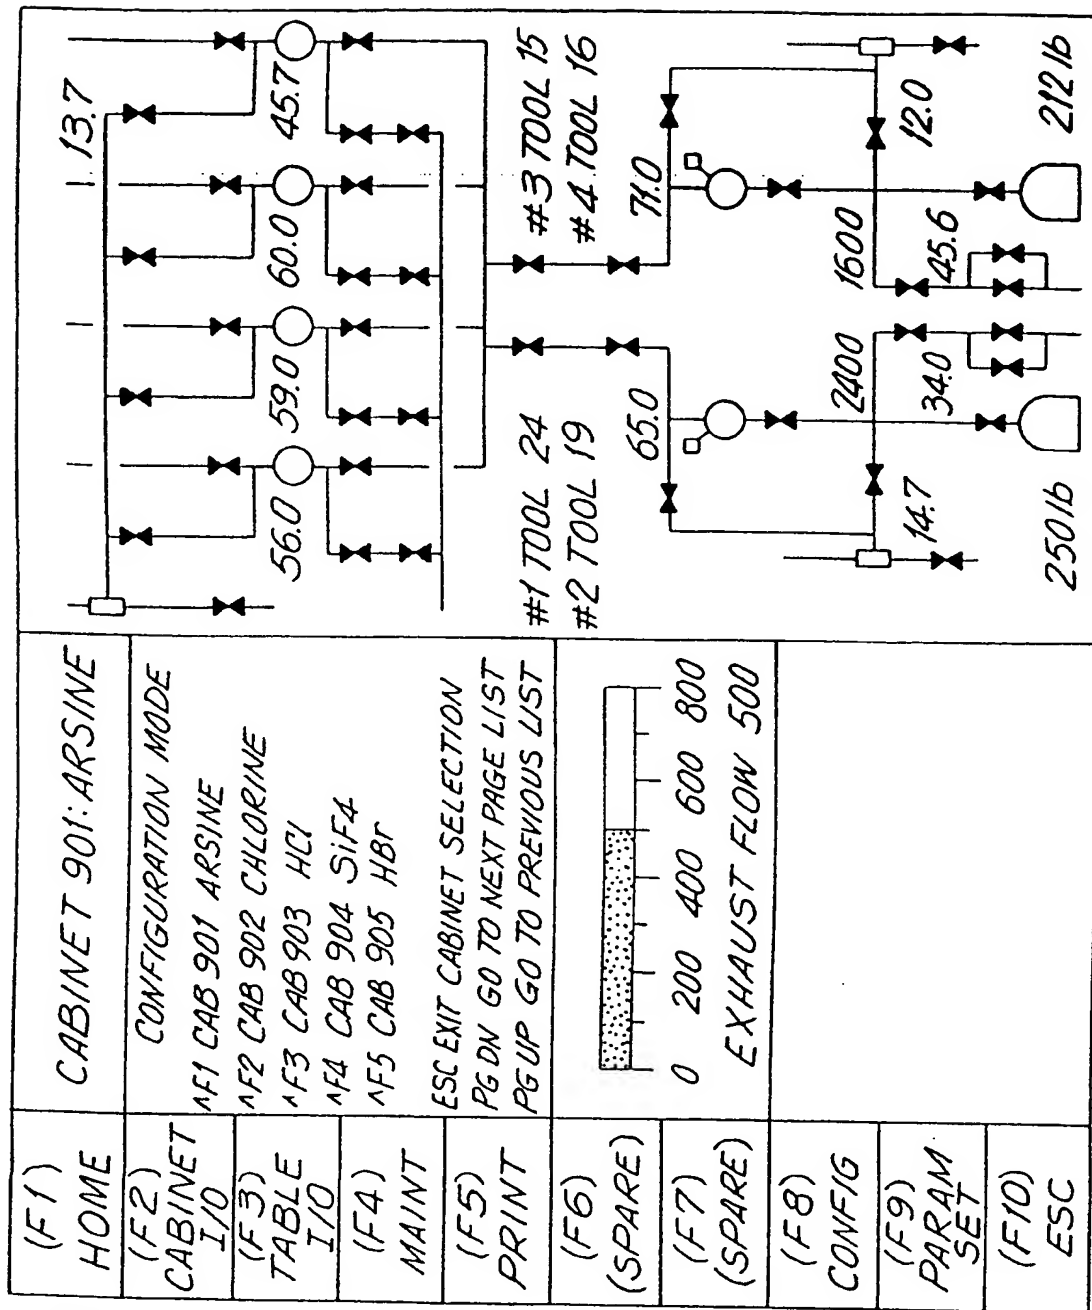 (F1)
HOME
(F2)
CABINET
I/O
(F3)
TABLE
I/O
(F4)
MAINT
(F5)
PRINT
(F6)
(SPARE)
(F7)
(SPARE)
(F8)
CONFIG
(F9)
PARAM
SET
(F10)
ESC
CABINET 901: ARSINE
CONFIGURATION MODE
^F1 CAB 901 ARSINE
^F2 CAB 902 CHLORINE
^F3 CAB 903 HCl
^F4 CAB 904 SiF4
^F5 CAB 905 HBr
ESC EXIT CABINET SELECTION
PG DN GO TO NEXT PAGE LIST
PG UP GO TO PREVIOUS LIST
0 200 400 600 800
EXHAUST FLOW 500
13.7
56.0 59.0 60.0 45.7
#1 TOOL 24 #3 TOOL 15
#2 TOOL 19 #4 TOOL 16
65.0 71.0
2400 1600
14.7 34.0 45.6 12.0
250 lb 212 lb